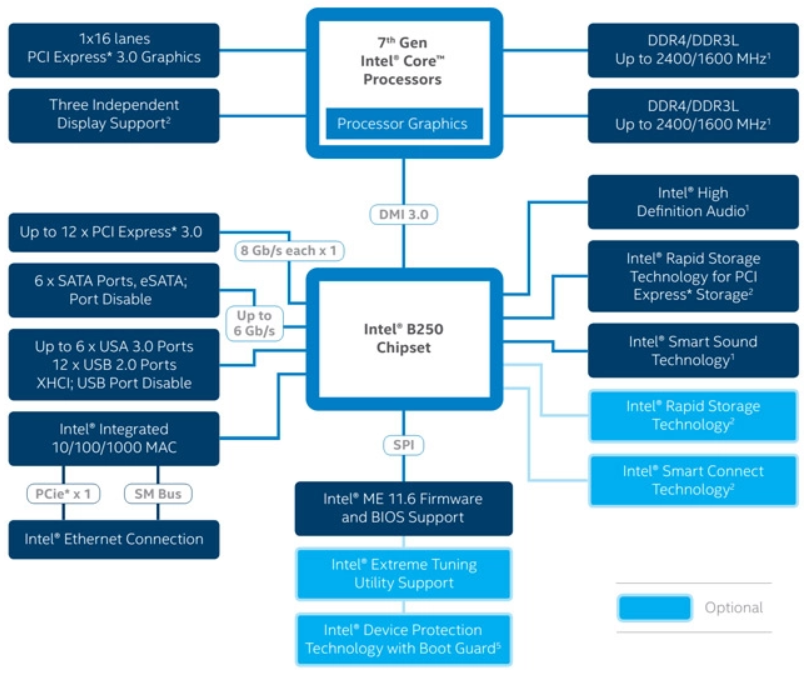 1x16 lanes
PCI Express* 3.0 Graphics
Three Independent
Display Support²
7th Gen
Intel® Core™
Processors
Processor Graphics
DDR4/DDR3L
Up to 2400/1600 MHz¹
DDR4/DDR3L
Up to 2400/1600 MHz¹
DMI 3.0
Up to 12 x PCI Express* 3.0
8 Gb/s each x 1
6 x SATA Ports, eSATA;
Port Disable
Up to
6 Gb/s
Up to 6 x USA 3.0 Ports
12 x USB 2.0 Ports
XHCI; USB Port Disable
Intel® Integrated
10/100/1000 MAC
PCIe* x 1
SM Bus
Intel® Ethernet Connection
Intel® B250
Chipset
Intel® High
Definition Audio¹
Intel® Rapid Storage
Technology for PCI
Express* Storage²
Intel® Smart Sound
Technology¹
Intel® Rapid Storage
Technology²
Intel® Smart Connect
Technology²
SPI
Intel® ME 11.6 Firmware
and BIOS Support
Intel® Extreme Tuning
Utility Support
Intel® Device Protection
Technology with Boot Guard⁵
Optional